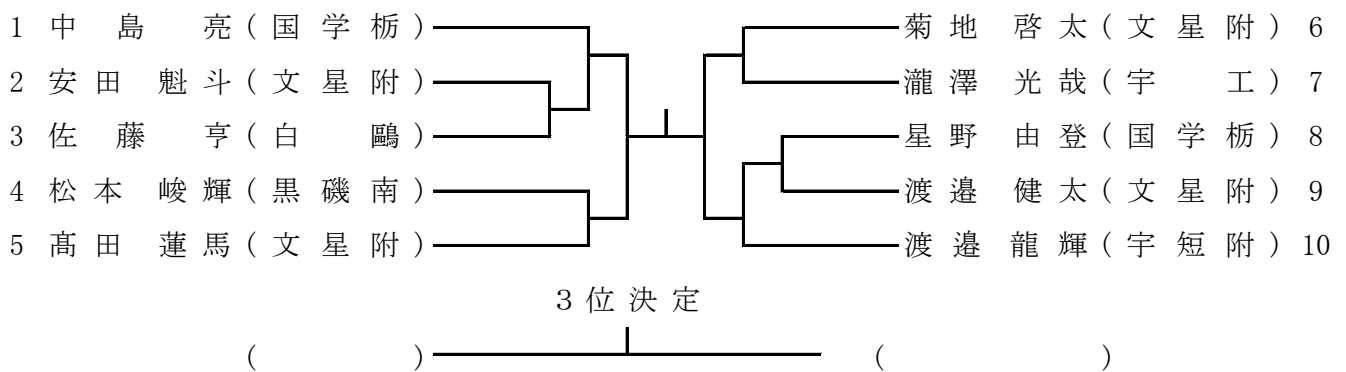 1 中島 亮(国学栃) 菊地 啓太(文星附) 6
2 安田 魁斗(文星附) 瀧澤 光哉(宇工) 7
3 佐藤 亨(白鷗) 星野 由登(国学栃) 8
4 松本 峻輝(黒磯南) 渡邉 健太(文星附) 9
5 髙田 蓮馬(文星附) 渡邉 龍輝(宇短附) 10
3位決定
( ) ( )